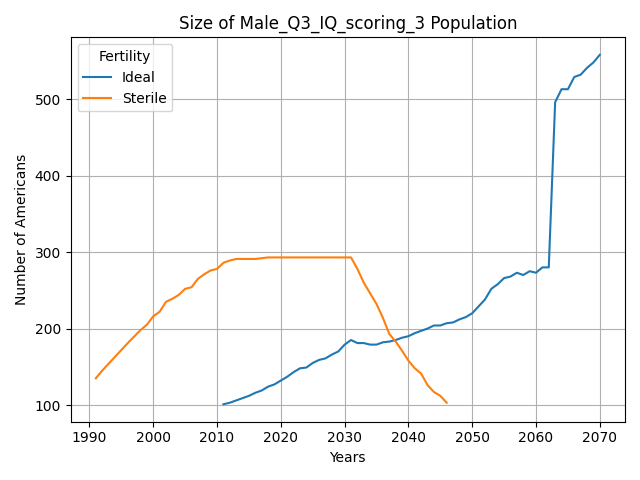 Size of Male_Q3_IQ_scoring_3 Population
Fertility
Ideal
Sterile
Number of Americans
500
400
300
200
100
1990
2000
2010
2020
2030
2040
2050
2060
2070
Years